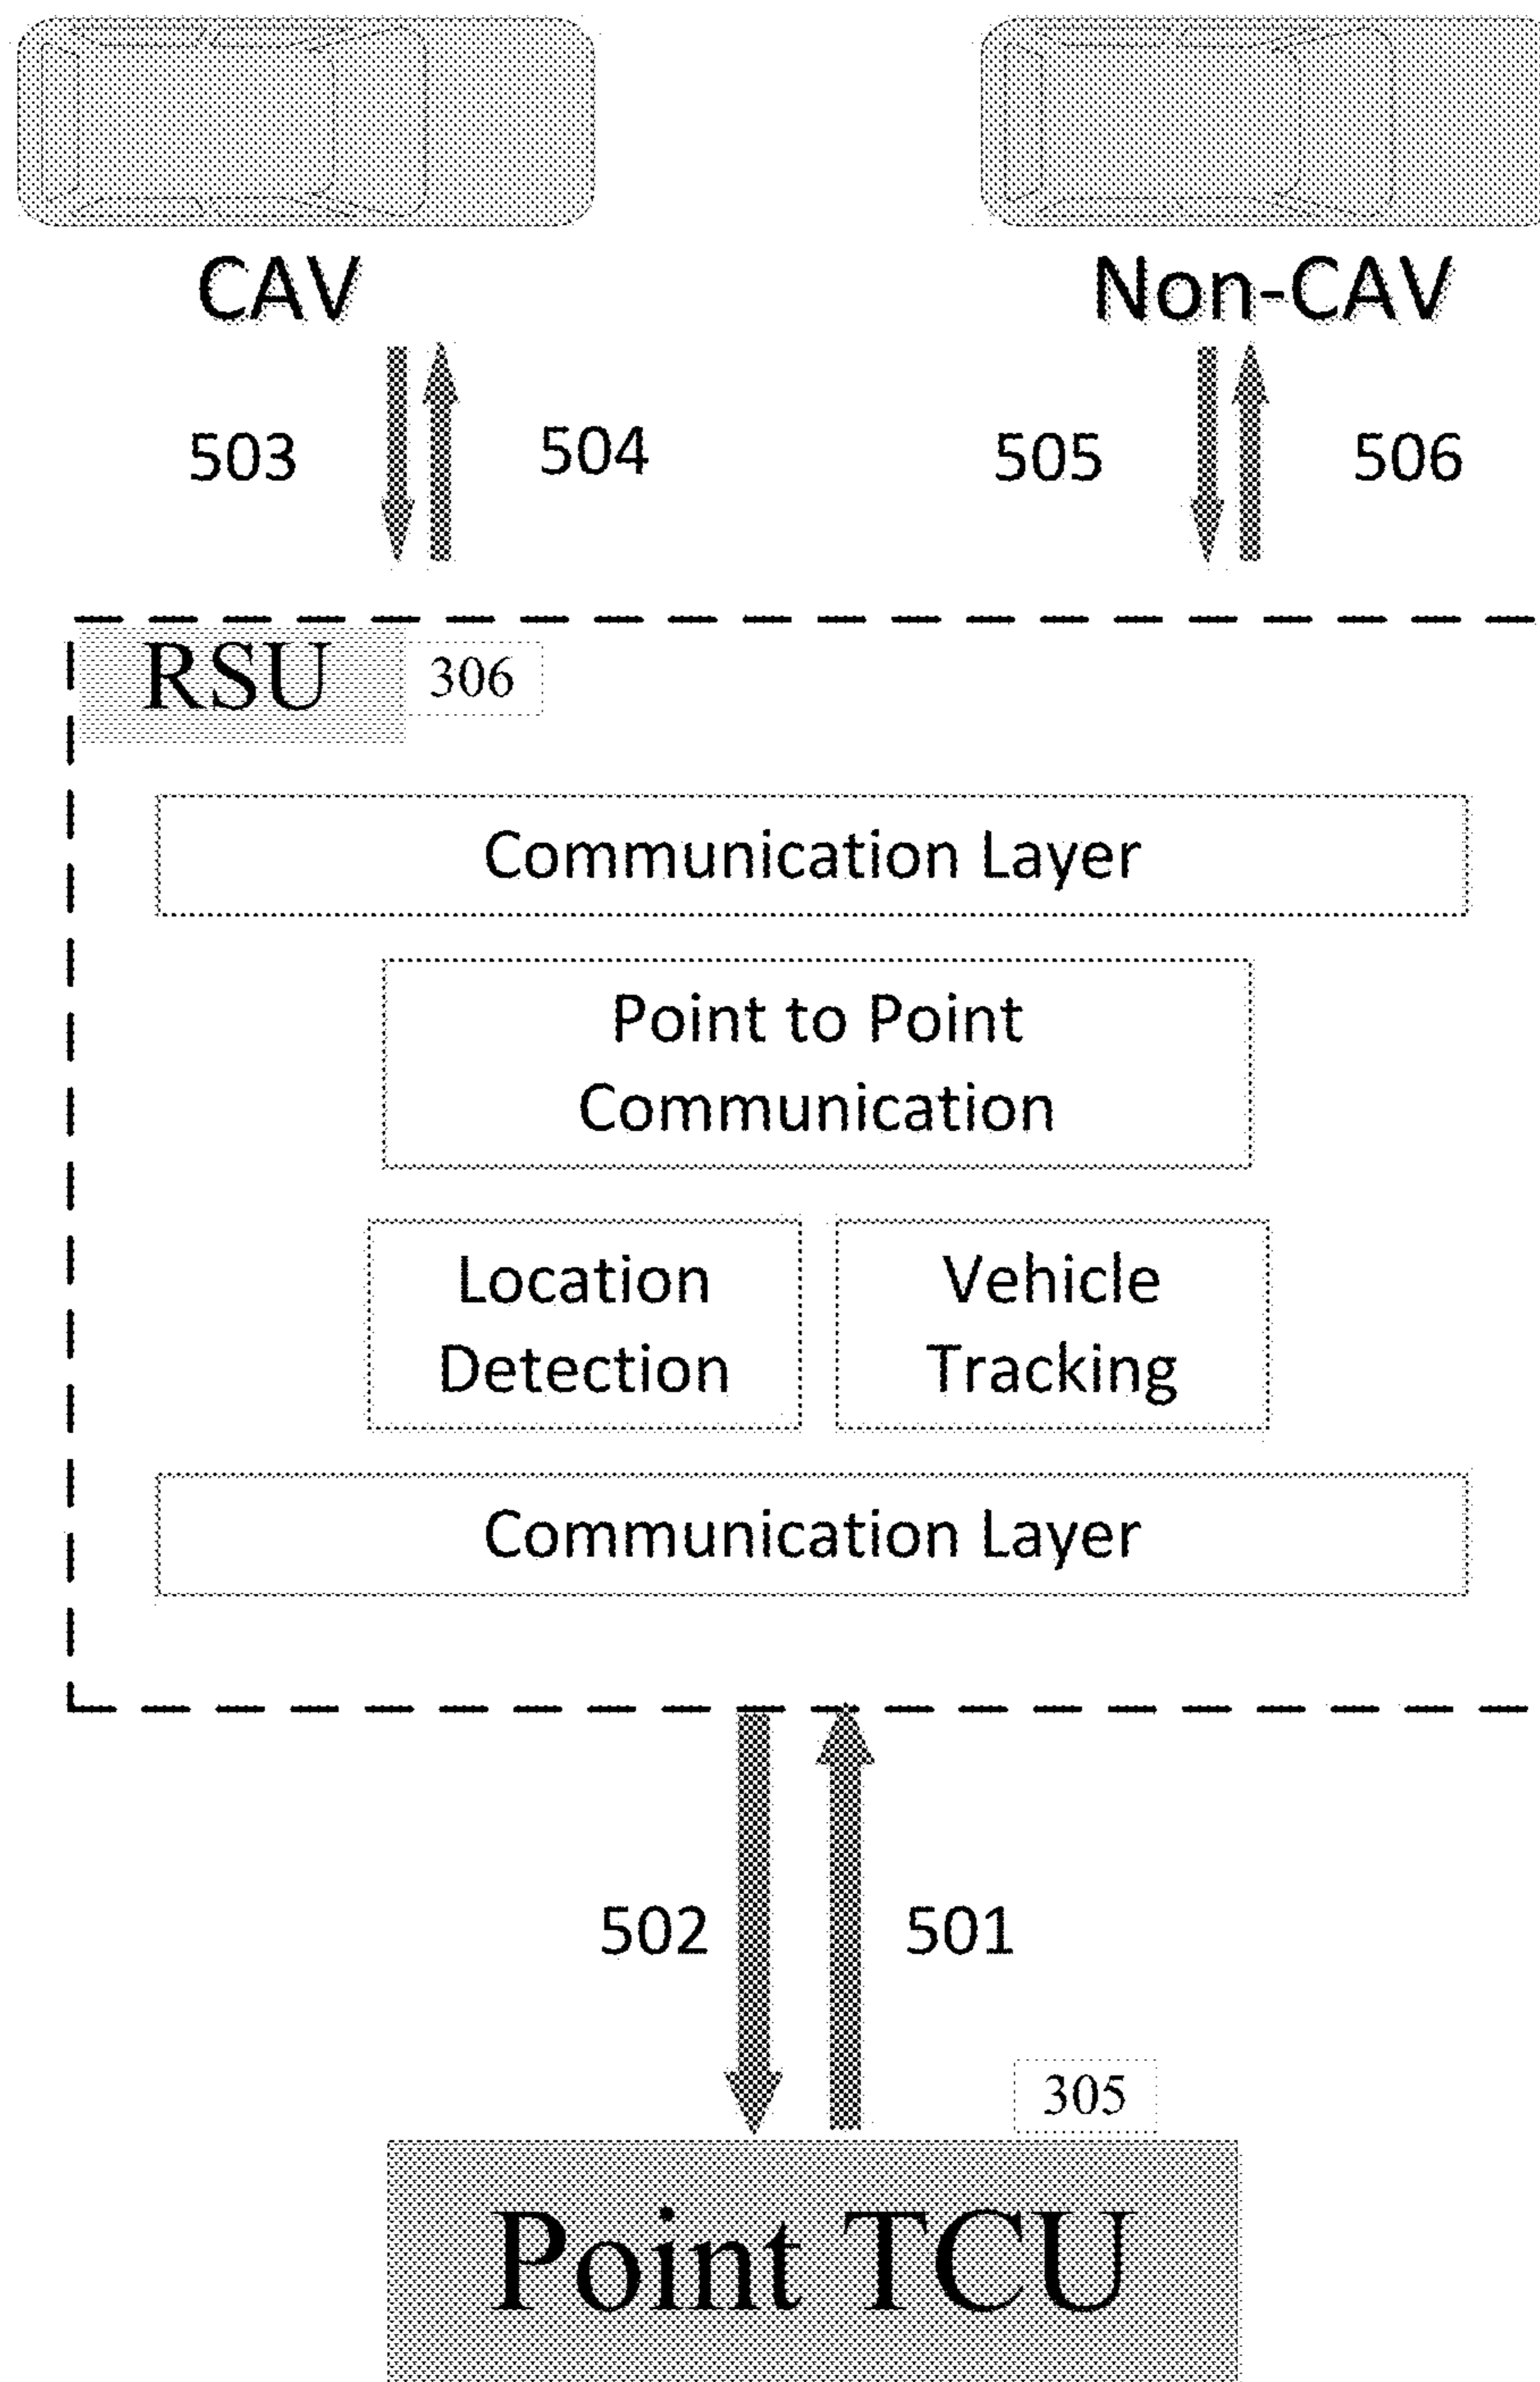 CAV
Non-CAV
503
504
505
506
RSU
306
Communication Layer
Point to Point
Communication
Location
Detection
Vehicle
Tracking
Communication Layer
502
501
305
Point TCU